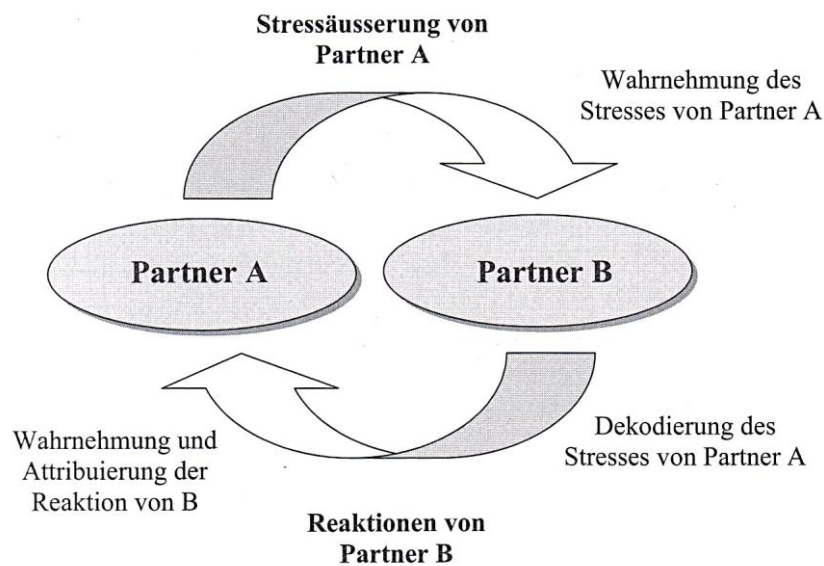 Stressäusserung von
Partner A
Wahrnehmung des
Stresses von Partner A
Partner A
Partner B
Wahrnehmung und
Attribuierung der
Reaktion von B
Dekodierung des
Stresses von Partner A
Reaktionen von
Partner B